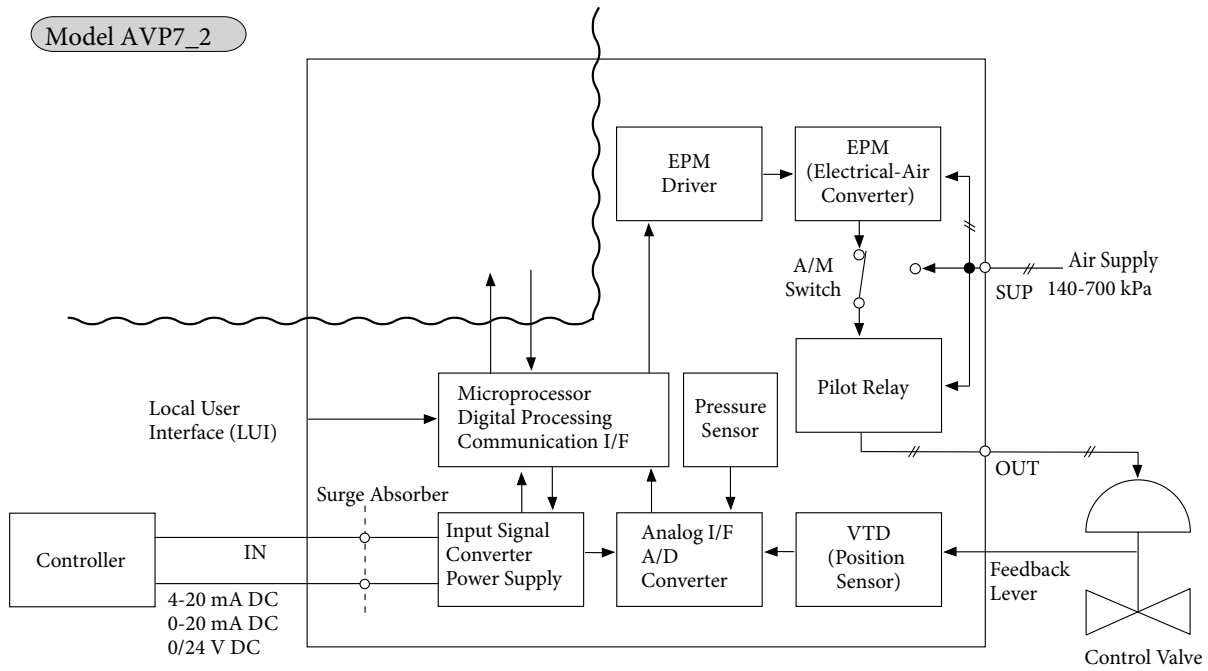 Model AVP7_2
EPM
Driver
EPM
(Electrical-Air
Converter)
A/M
Switch
Air Supply
SUP
140-700 kPa
Pilot Relay
Microprocessor
Digital Processing
Communication I/F
Pressure
Sensor
Local User
Interface (LUI)
OUT
Surge Absorber
Controller
IN
Input Signal
Converter
Power Supply
Analog I/F
A/D
Converter
VTD
(Position
Sensor)
Feedback
Lever
4-20 mA DC
0-20 mA DC
0/24 V DC
Control Valve